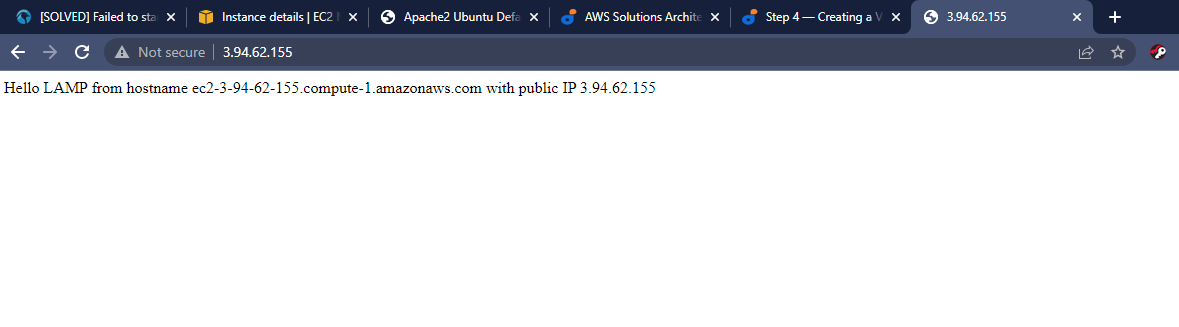 [SOLVED] Failed to sta
Instance details | EC2
Apache2 Ubuntu Defa
AWS Solutions Archite
Step 4 — Creating a V
3.94.62.155
Not secure 3.94.62.155
Hello LAMP from hostname ec2-3-94-62-155.compute-1.amazonaws.com with public IP 3.94.62.155